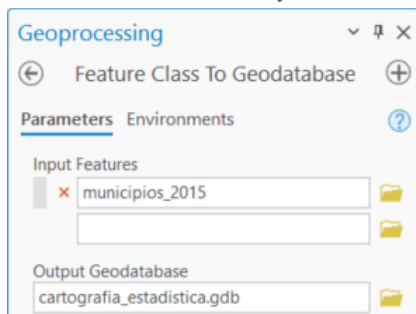 Geoprocessing
Feature Class To Geodatabase
Parameters Environments
Input Features
municipios_2015
Output Geodatabase
cartografia_estadistica.gdb